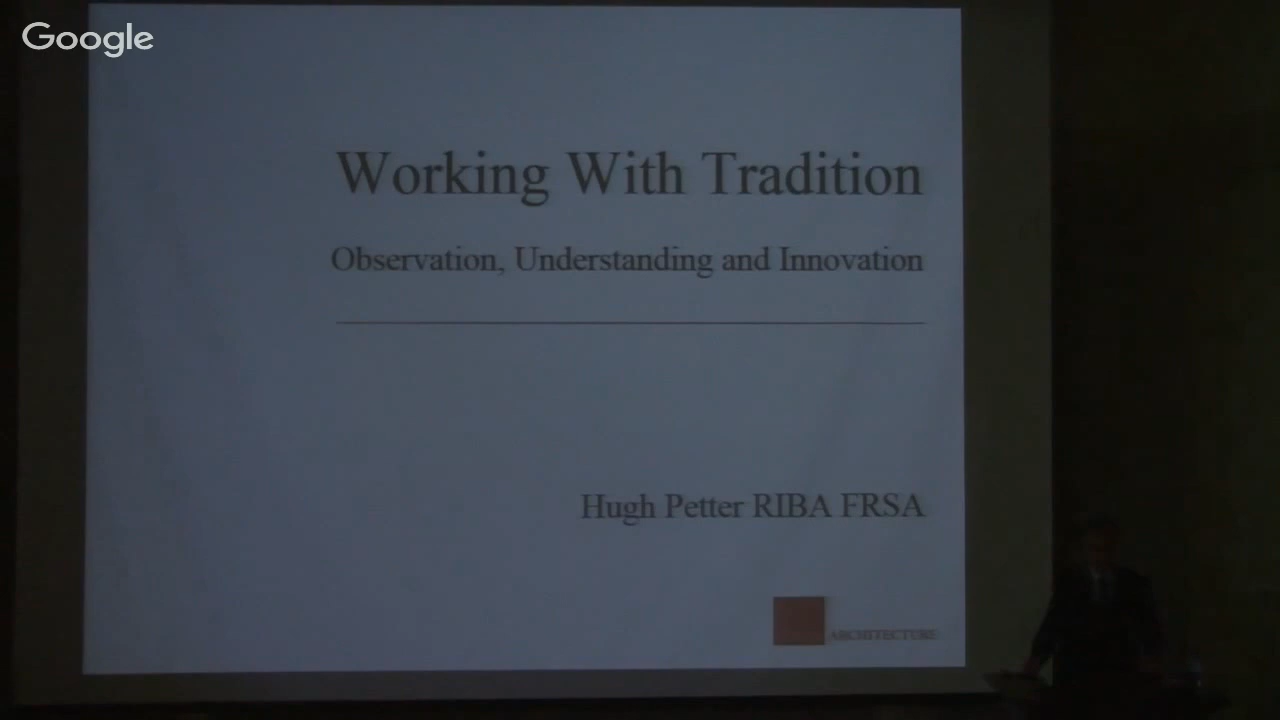 Google
Working With Tradition
Observation, Understanding and Innovation
Hugh Petter RIBA FRSA
ARCHITECTURE